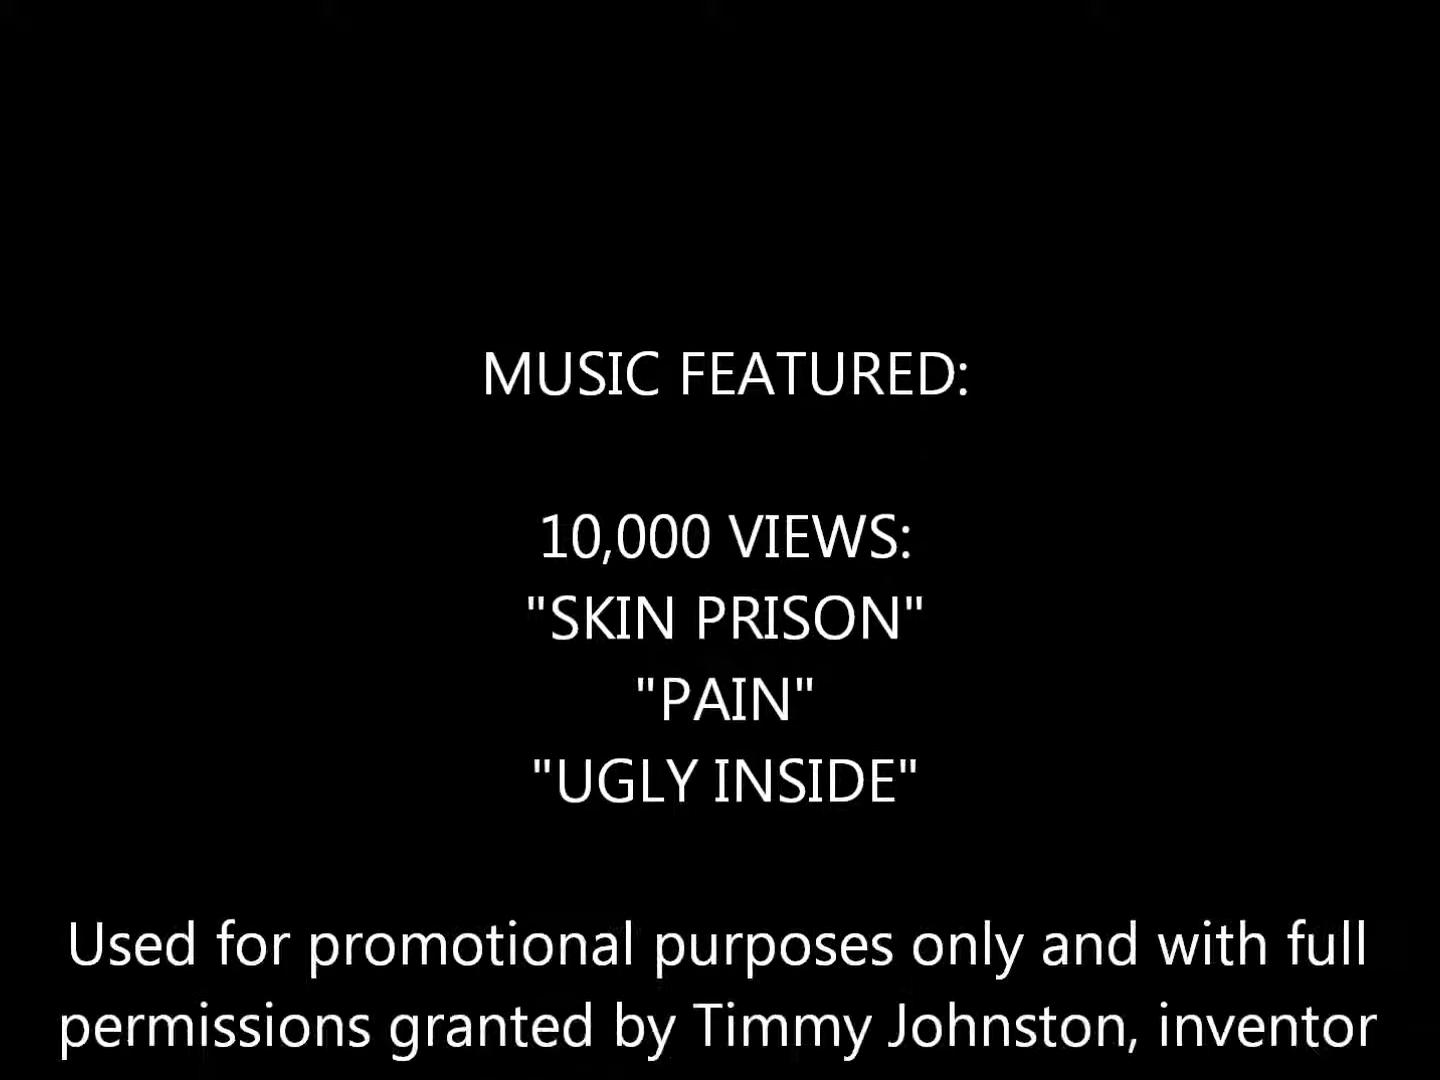 MUSIC FEATURED:
10,000 VIEWS:
"SKIN PRISON"
"PAIN"
"UGLY INSIDE"
Used for promotional purposes only and with full
permissions granted by Timmy Johnston, inventor